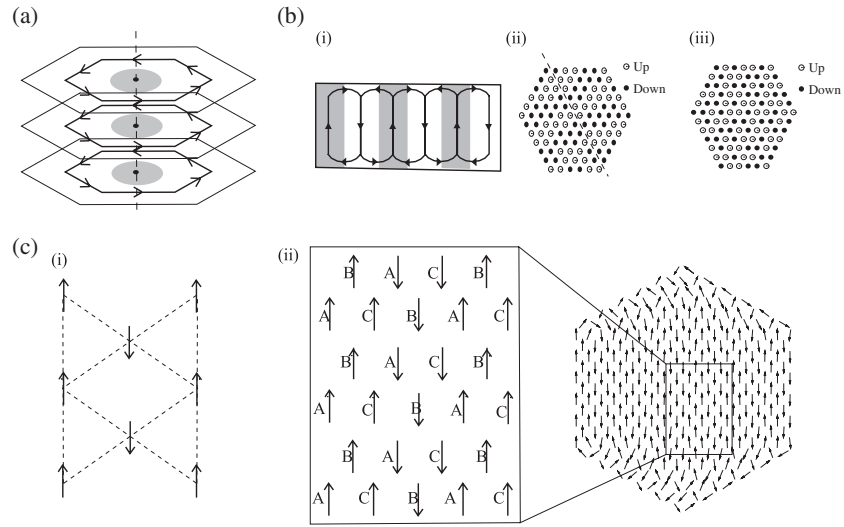 (a)
(b)
(i)
(ii)
Up
Down
(iii)
Up
Down
(c)
(i)
(ii)
B A C B
A C B A C
B A C B
A C B A C
B A C B
A C B A C